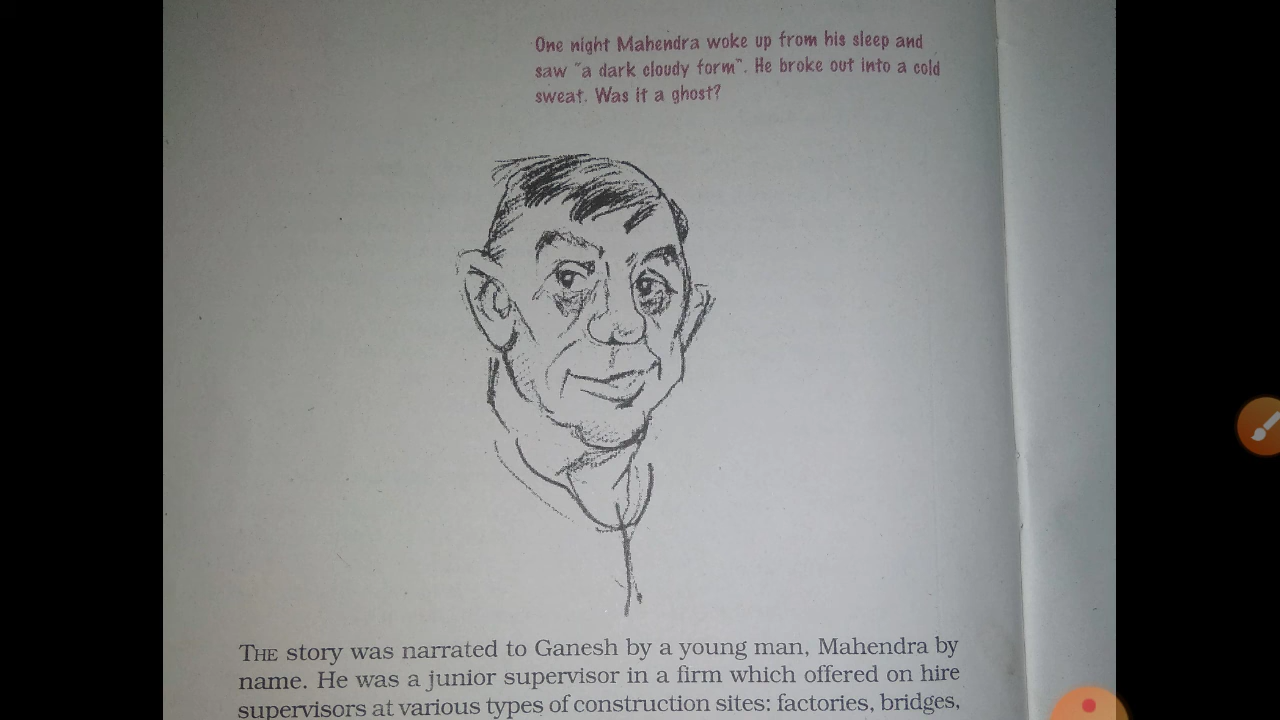 One night Mahendra woke up from his sleep and
saw "a dark cloudy form". He broke out into a cold
sweat. Was it a ghost?
THE story was narrated to Ganesh by a young man, Mahendra by
name. He was a junior supervisor in a firm which offered on hire
supervisors at various types of construction sites: factories, bridges,